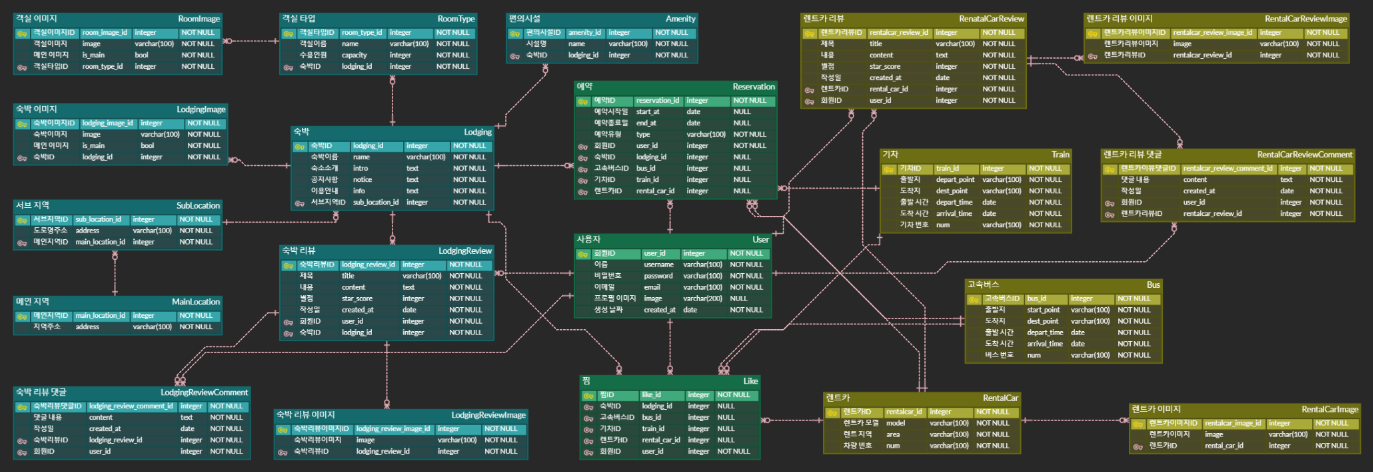 객실 이미지 RoomImage
객실이미지ID room_image_id integer NOT NULL
객실이미지 image varchar(100) NOT NULL
메인 이미지 is_main bool NOT NULL
객실타입ID room_type_id integer NOT NULL
객실 타입 RoomType
객실타입ID room_type_id integer NOT NULL
객실이름 name varchar(100) NOT NULL
수용인원 capacity integer NOT NULL
숙박ID lodging_id integer NOT NULL
편의시설 Amenity
편의시설ID amenity_id integer NOT NULL
시설명 name varchar(100) NOT NULL
숙박ID lodging_id integer NOT NULL
렌트카 리뷰 RenatalCarReview
렌트카리뷰ID rentalcar_review_id integer NOT NULL
제목 title varchar(100) NOT NULL
내용 content text NOT NULL
별점 star_score integer NOT NULL
작성일 created_at date NOT NULL
렌트카ID rental_car_id integer NOT NULL
회원ID user_id integer NOT NULL
렌트카 리뷰 이미지 RentalCarReviewImage
렌트카리뷰이미지ID rentalcar_review_image_id integer NOT NULL
렌트카리뷰이미지 image varchar(100) NOT NULL
렌트카리뷰ID rentalcar_review_id integer NOT NULL
숙박 이미지 LodgingImage
숙박이미지ID lodging_image_id integer NOT NULL
숙박이미지 image varchar(100) NOT NULL
메인 이미지 is_main bool NOT NULL
숙박ID lodging_id integer NOT NULL
숙박 Lodging
숙박ID lodging_id integer NOT NULL
숙박이름 name varchar(100) NOT NULL
숙소소개 intro text NOT NULL
공지사항 notice text NOT NULL
이용안내 info text NOT NULL
서브지역ID sub_location_id integer NOT NULL
예약 Reservation
예약ID reservation_id integer NOT NULL
예약시작일 start_at date NULL
예약종료일 end_at date NULL
예약유형 type varchar(100) NOT NULL
회원ID user_id integer NOT NULL
숙박ID lodging_id integer NULL
고속버스ID bus_id integer NULL
기차ID train_id integer NULL
렌트카ID rental_car_id integer NULL
기차 Train
기차ID train_id integer NOT NULL
출발지 depart_point varchar(100) NOT NULL
도착지 dest_point varchar(100) NOT NULL
출발 시간 depart_time date NOT NULL
도착 시간 arrival_time date NOT NULL
기차 번호 num varchar(100) NOT NULL
렌트카 리뷰 댓글 RentalCarReviewComment
렌트카이뷰댓글ID rentalcar_review_comment_id integer NOT NULL
댓글 내용 content text NOT NULL
작성일 created_at date NOT NULL
회원ID user_id integer NOT NULL
렌트카리뷰ID rentalcar_review_id integer NOT NULL
서브 지역 SubLocation
서브지역ID sub_location_id integer NOT NULL
도로명주소 address varchar(100) NOT NULL
메인지역ID main_location_id integer NOT NULL
숙박 리뷰 LodgingReview
숙박리뷰ID lodging_review_id integer NOT NULL
제목 title varchar(100) NOT NULL
내용 content text NOT NULL
별점 star_score integer NOT NULL
작성일 created_at date NOT NULL
회원ID user_id integer NOT NULL
숙박ID lodging_id integer NOT NULL
사용자 User
회원ID user_id integer NOT NULL
이름 username varchar(100) NOT NULL
비밀번호 password varchar(100) NOT NULL
이메일 email varchar(100) NOT NULL
프로필 이미지 image varchar(200) NULL
생성 날짜 created_at date NOT NULL
고속버스 Bus
고속버스ID bus_id integer NOT NULL
출발지 start_point varchar(100) NOT NULL
도착지 dest_point varchar(100) NOT NULL
출발 시간 depart_time date NOT NULL
도착 시간 arrival_time date NOT NULL
버스 번호 num varchar(100) NOT NULL
메인 지역 MainLocation
메인지역ID main_location_id integer NOT NULL
지역주소 address varchar(100) NOT NULL
숙박 리뷰 댓글 LodgingReviewComment
숙박리뷰댓글ID lodging_review_comment_id integer NOT NULL
댓글 내용 content text NOT NULL
작성일 created_at date NOT NULL
숙박리뷰ID lodging_review_id integer NOT NULL
회원ID user_id integer NOT NULL
숙박 리뷰 이미지 LodgingReviewImage
숙박리뷰이미지ID lodging_review_image_id integer NOT NULL
숙박리뷰이미지 image varchar(100) NOT NULL
숙박리뷰ID lodging_review_id integer NOT NULL
찜 Like
찜ID like_id integer NOT NULL
숙박ID lodging_id integer NULL
고속버스ID bus_id integer NULL
기차ID train_id integer NULL
렌트카ID rental_car_id integer NULL
회원ID user_id integer NOT NULL
렌트카 RentalCar
렌트카ID rentalcar_id integer NOT NULL
렌트카 모델 model varchar(100) NOT NULL
렌트 지역 area varchar(100) NOT NULL
차량 번호 num varchar(100) NOT NULL
렌트카 이미지 RentalCarImage
렌트카이미지ID rentalcar_image_id integer NOT NULL
렌트카이미지 image varchar(100) NOT NULL
렌트카ID rental_car_id integer NOT NULL